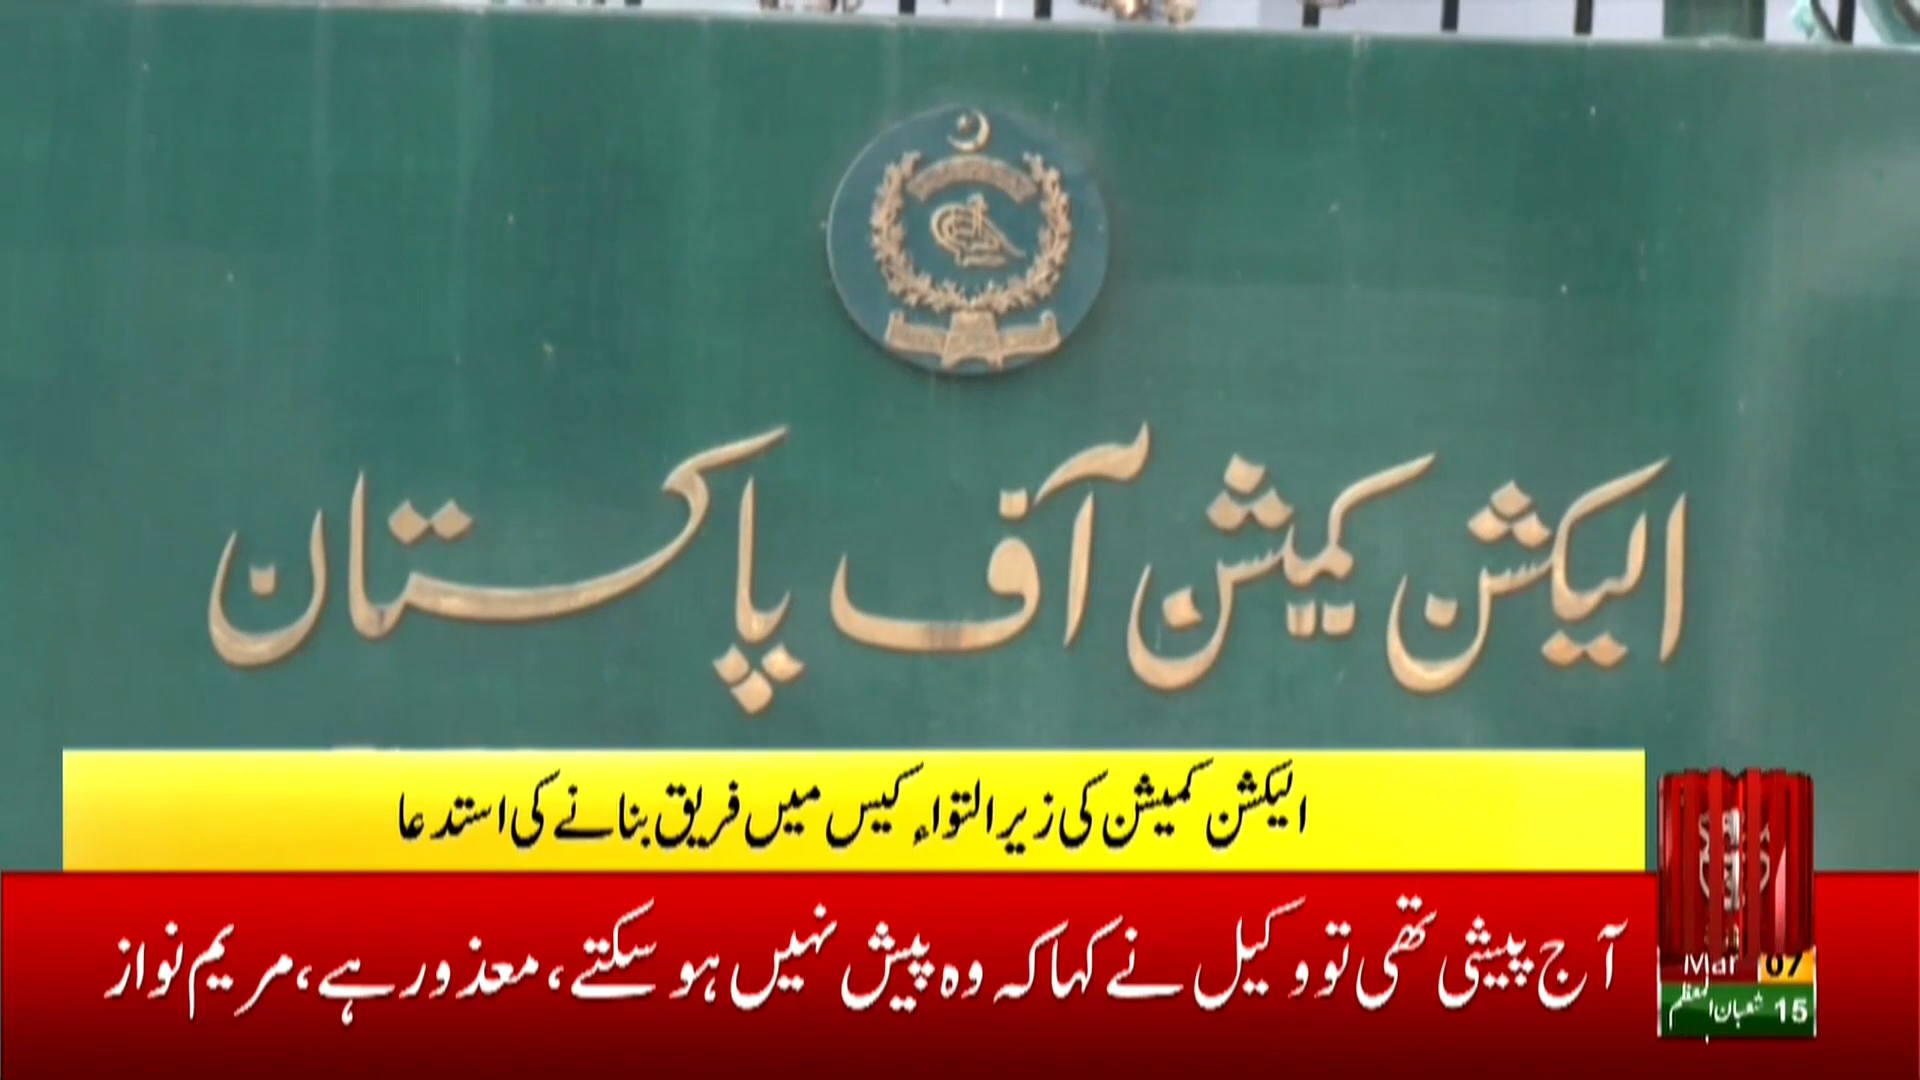 الیکشن کمیشن آف پاکستان
الیکشن کمیشن کی زیر التواء کیس میں فریق بنانے کی استدعا
آج پیشی تھی تو وکیل نے کہا کہ وہ پیش نہیں ہو سکتے، معذور ہے، مریم نواز
Mar 07
15 شعبان المعظم